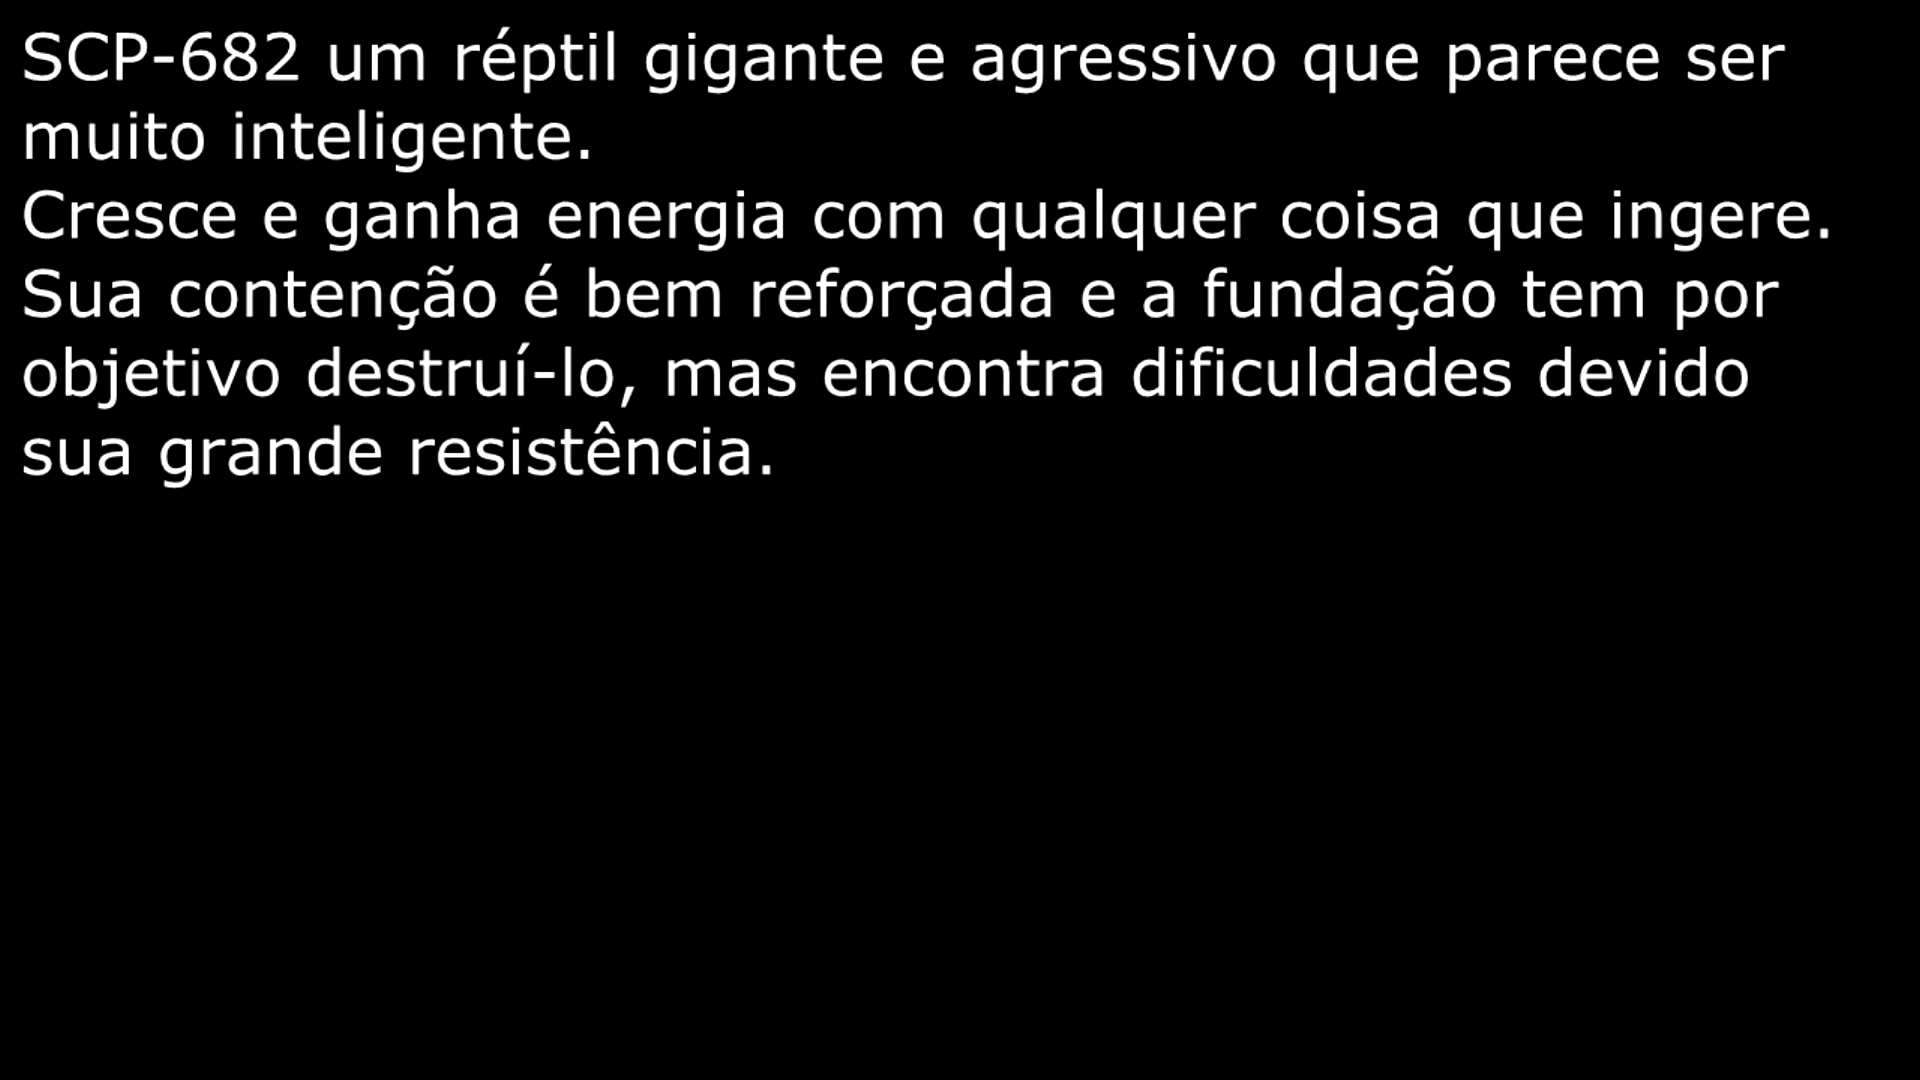 SCP-682 um réptil gigante e agressivo que parece ser
muito inteligente.
Cresce e ganha energia com qualquer coisa que ingere.
Sua contenção é bem reforçada e a fundação tem por
objetivo destruí-lo, mas encontra dificuldades devido
sua grande resistência.